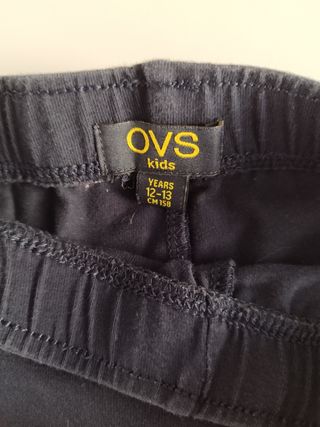 OVS
kids
YEARS
12-13
CM 158